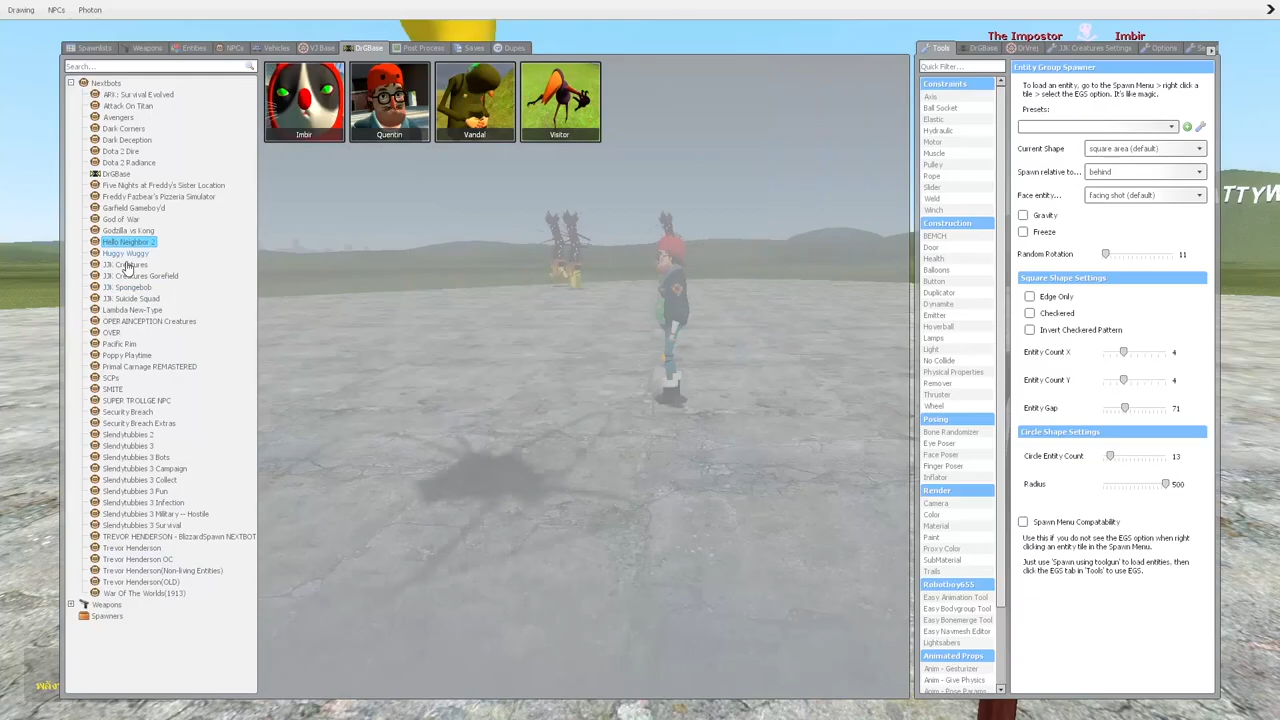 Drawing NPCs Photon
The Impostor Imbir
Spawnlists Weapons Entities NPCs Vehicles VJ Base DrGBase Post Process Saves Dupes
Tools DrGBase DrVrej JJK Creatures Settings Options
Search...
Nextbots
ARK: Survival Evolved
Attack On Titan
Avengers
Dark Corners
Dark Deception
Dota 2 Dire
Dota 2 Radiance
DrGBase
Five Nights at Freddy's Sister Location
Freddy Fazbear's Pizzeria Simulator
Garfield Gameboy'd
God of War
Godzilla vs Kong
Hello Neighbor 2
Huggy Wuggy
JJK Creatures
JJK Creatures Gorefield
JJK Spongebob
JJK Suicide Squad
Lambda New-Type
OPERAINCEPTION Creatures
OVER
Pacific Rim
Poppy Playtime
Primal Carnage REMASTERED
SCPs
SMITE
SUPER TROLLGE NPC
Security Breach
Security Breach Extras
Slendytubbies 2
Slendytubbies 3
Slendytubbies 3 Bots
Slendytubbies 3 Campaign
Slendytubbies 3 Collect
Slendytubbies 3 Fun
Slendytubbies 3 Infection
Slendytubbies 3 Military -- Hostile
Slendytubbies 3 Survival
TREVOR HENDERSON - BlizzardSpawn NEXTBOT
Trevor Henderson
Trevor Henderson OC
Trevor Henderson(Non-living Entities)
Trevor Henderson(OLD)
War Of The Worlds(1913)
Weapons
Spawners
Imbir Quentin Vandal Visitor
Quick Filter...
Constraints
Axis
Ball Socket
Elastic
Hydraulic
Motor
Muscle
Pulley
Rope
Slider
Weld
Winch
Construction
BEMCH
Door
Health
Balloons
Button
Duplicator
Dynamite
Emitter
Hoverball
Lamps
Light
No Collide
Physical Properties
Remover
Thruster
Wheel
Posing
Bone Randomizer
Eye Poser
Face Poser
Finger Poser
Inflator
Render
Camera
Color
Material
Paint
Proxy Color
SubMaterial
Trails
Robotboy655
Easy Animation Tool
Easy Bodygroup Tool
Easy Bonemerge Tool
Easy Navmesh Editor
Lightsabers
Animated Props
Anim - Gesturizer
Anim - Give Physics
Anim - Pose Params
Entity Group Spawner
To load an entity, go to the Spawn Menu > right click a
tile > select the EGS option. It's like magic.
Presets:
Current Shape square area (default)
Spawn relative to... behind
Face entity... facing shot (default)
Gravity
Freeze
Random Rotation 11
Square Shape Settings
Edge Only
Checkered
Invert Checkered Pattern
Entity Count X 4
Entity Count Y 4
Entity Gap 71
Circle Shape Settings
Circle Entity Count 13
Radius 500
Spawn Menu Compatability
Use this if you do not see the EGS option when right
clicking an entity tile in the Spawn Menu.
Just use 'Spawn using toolgun' to load entities, then
click the EGS tab in 'Tools' to use EGS.